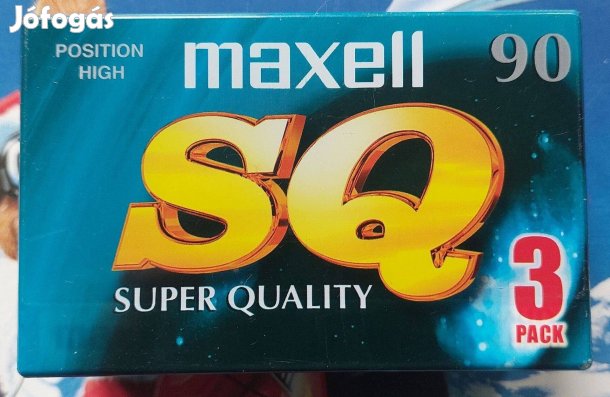 Jófogás
POSITION
HIGH
maxell
90
SQ
SUPER QUALITY
3
PACK